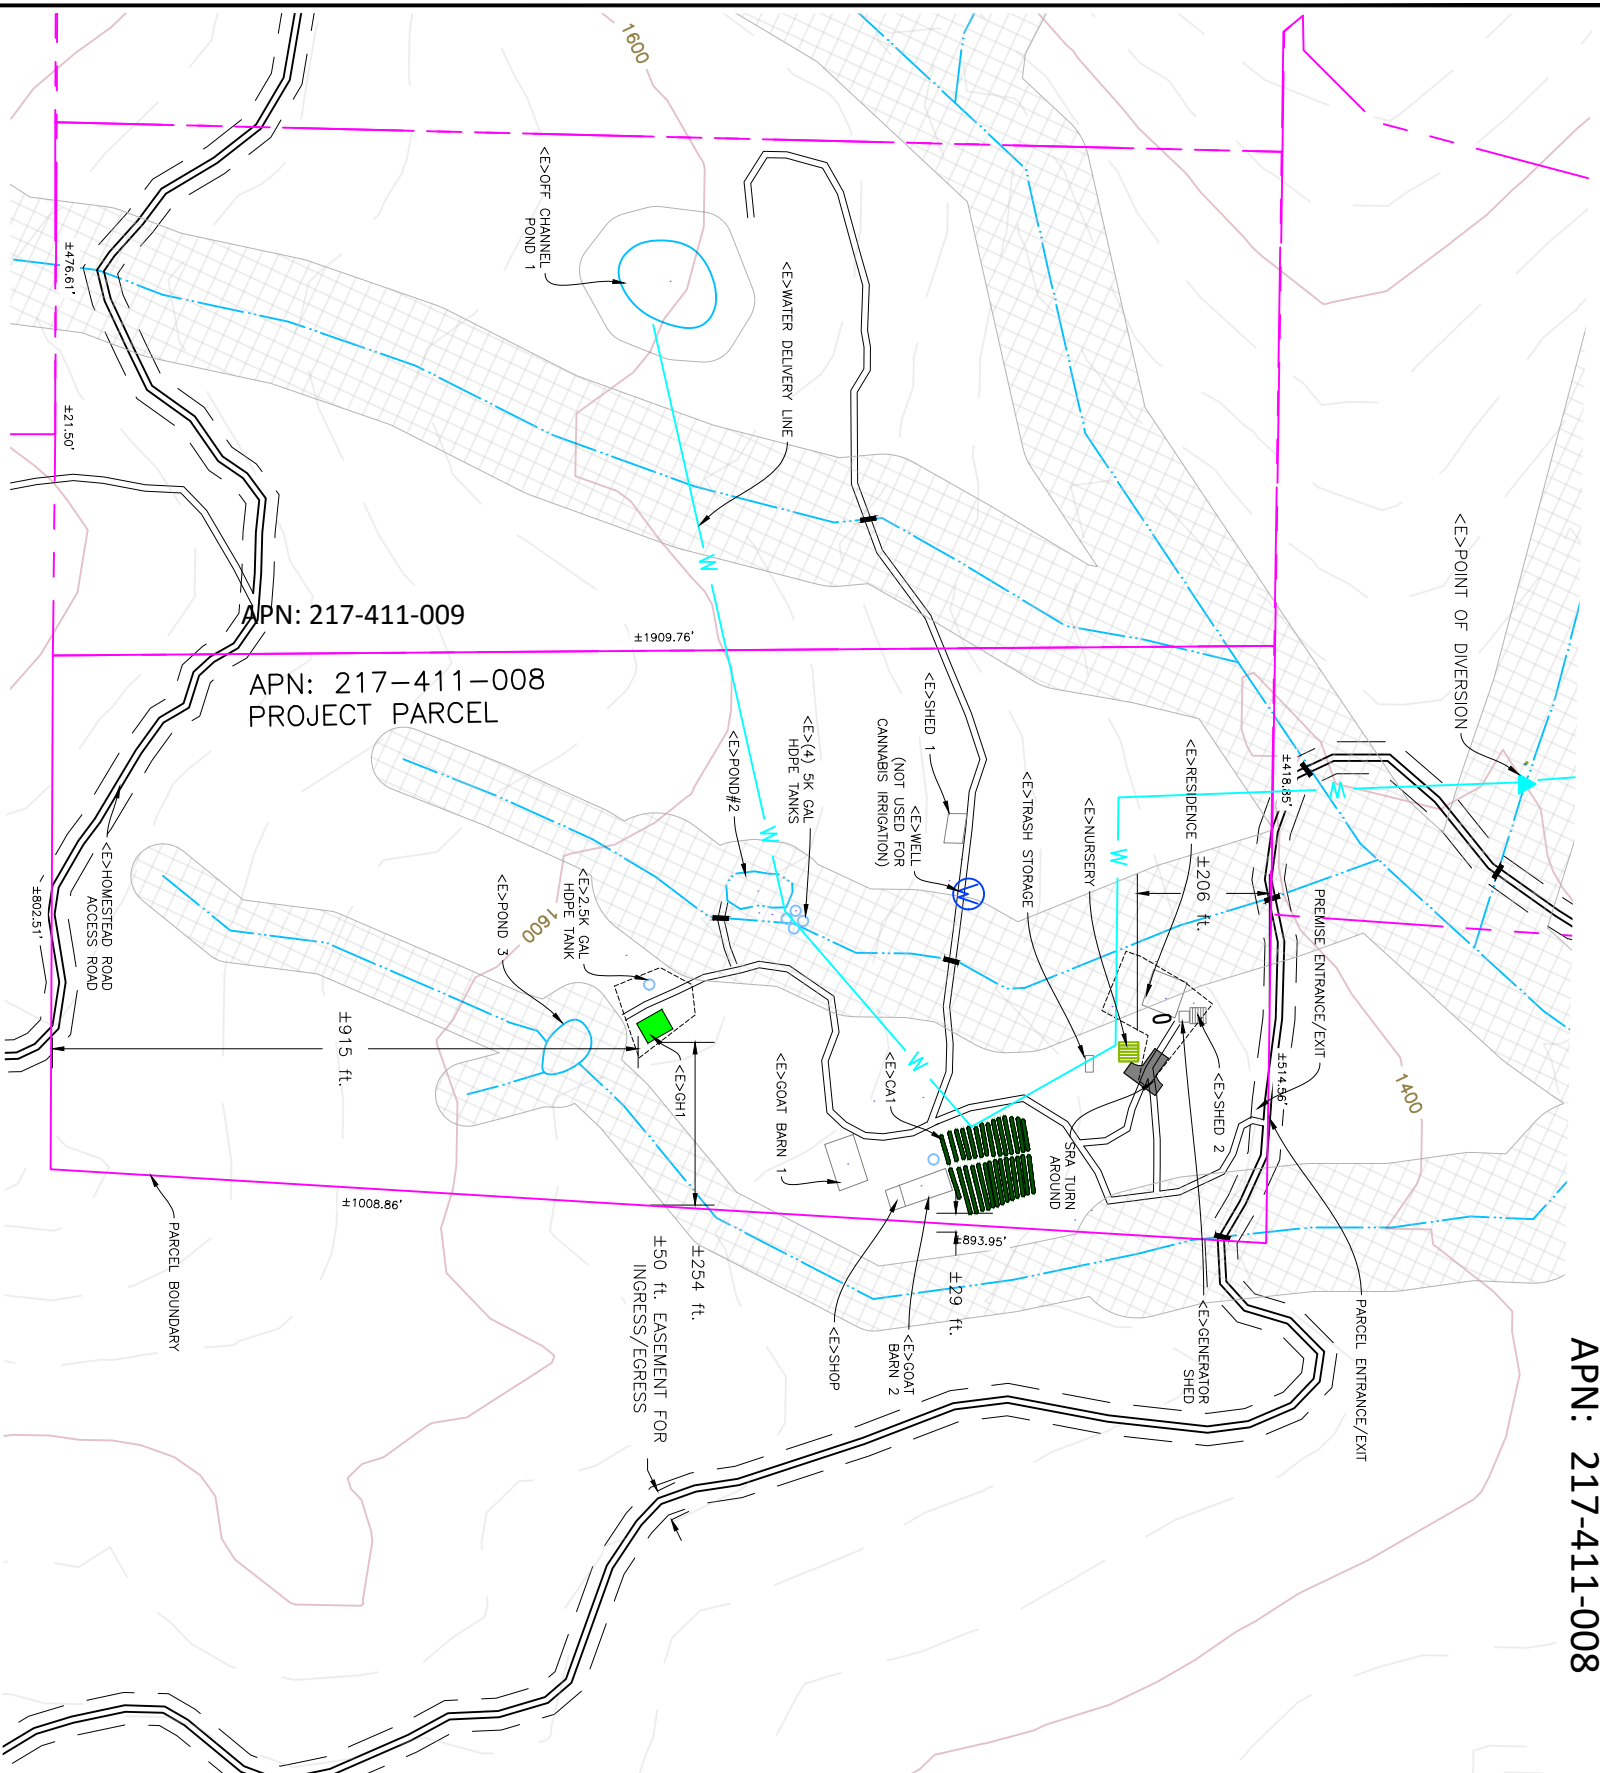 1600
<E>OFF CHANNEL
POND 1
<E>WATER DELIVERY LINE
±476.61'
±21.50'
W
<E>POINT OF DIVERSION
APN: 217-411-009
±1909.76'
APN: 217-411-008
PROJECT PARCEL
<E>SHED 1
<E>(4) 5K GAL
HDPE TANKS
<E>POND#2
<E>WELL
(NOT USED FOR
CANNABIS IRRIGATION)
<E>RESIDENCE
<E>TRASH STORAGE
<E>NURSERY
±418.85'
W
W
W
W
±206 ft.
PREMISE ENTRANCE/EXIT
<E>HOMESTEAD ROAD
ACCESS ROAD
±802.51'
<E>POND 3
1600
<E>2.5K GAL
HDPE TANK
±915 ft.
<E>GH1
<E>GOAT BARN 1
W
<E>CA1
SRA TURN
AROUND
<E>SHED 2
±514.56'
1400
±1008.86'
PARCEL BOUNDARY
±254 ft.
±50 ft. EASEMENT FOR
INGRESS/EGRESS
±893.95'
±29 ft.
<E>SHOP
<E>GOAT
BARN 2
<E>GENERATOR
SHED
PARCEL ENTRANCE/EXIT
APN: 217-411-008